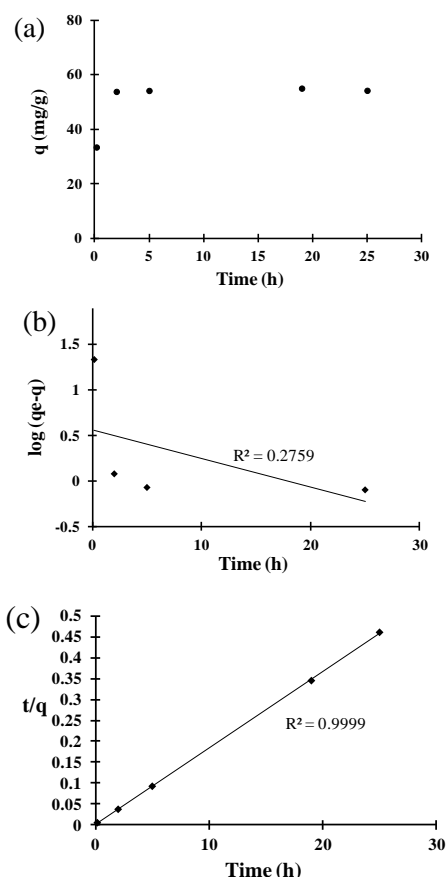 (a)
80
60
40
20
0
q (mg/g)
0 5 10 15 20 25 30
Time (h)
(b)
1.5
1
0.5
0
-0.5
log (qe-q)
R² = 0.2759
0 10 20 30
Time (h)
(c)
0.5
0.45
0.4
0.35
0.3
0.25
0.2
0.15
0.1
0.05
0
t/q
R² = 0.9999
0 10 20 30
Time (h)